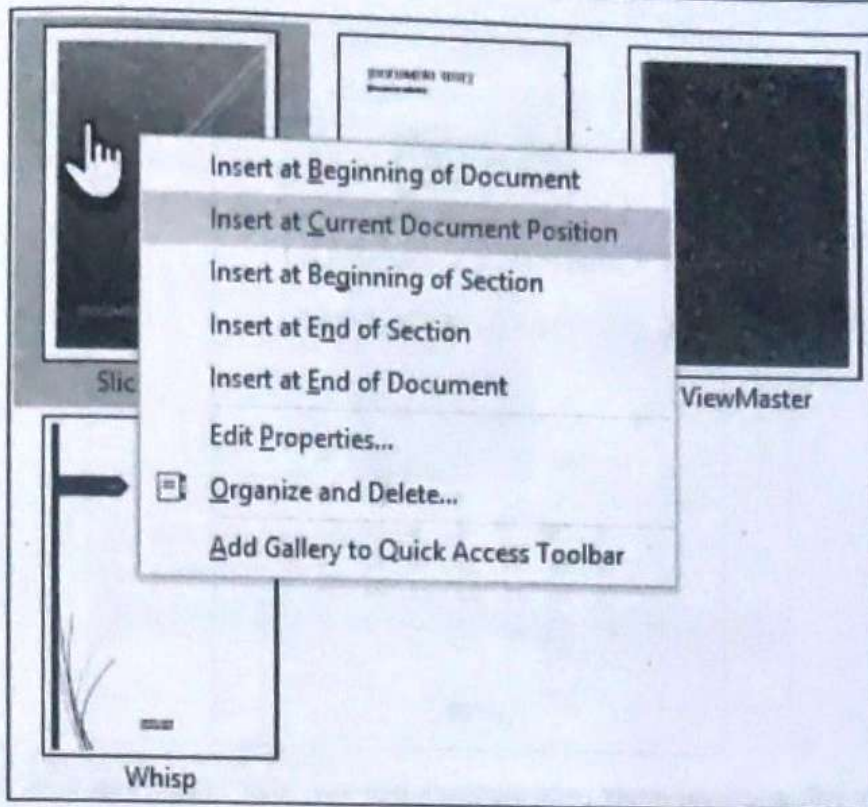 Insert at Beginning of Document
Insert at Current Document Position
Insert at Beginning of Section
Insert at End of Section
Insert at End of Document
Slic
ViewMaster
Edit Properties...
Organize and Delete...
Add Gallery to Quick Access Toolbar
Whisp